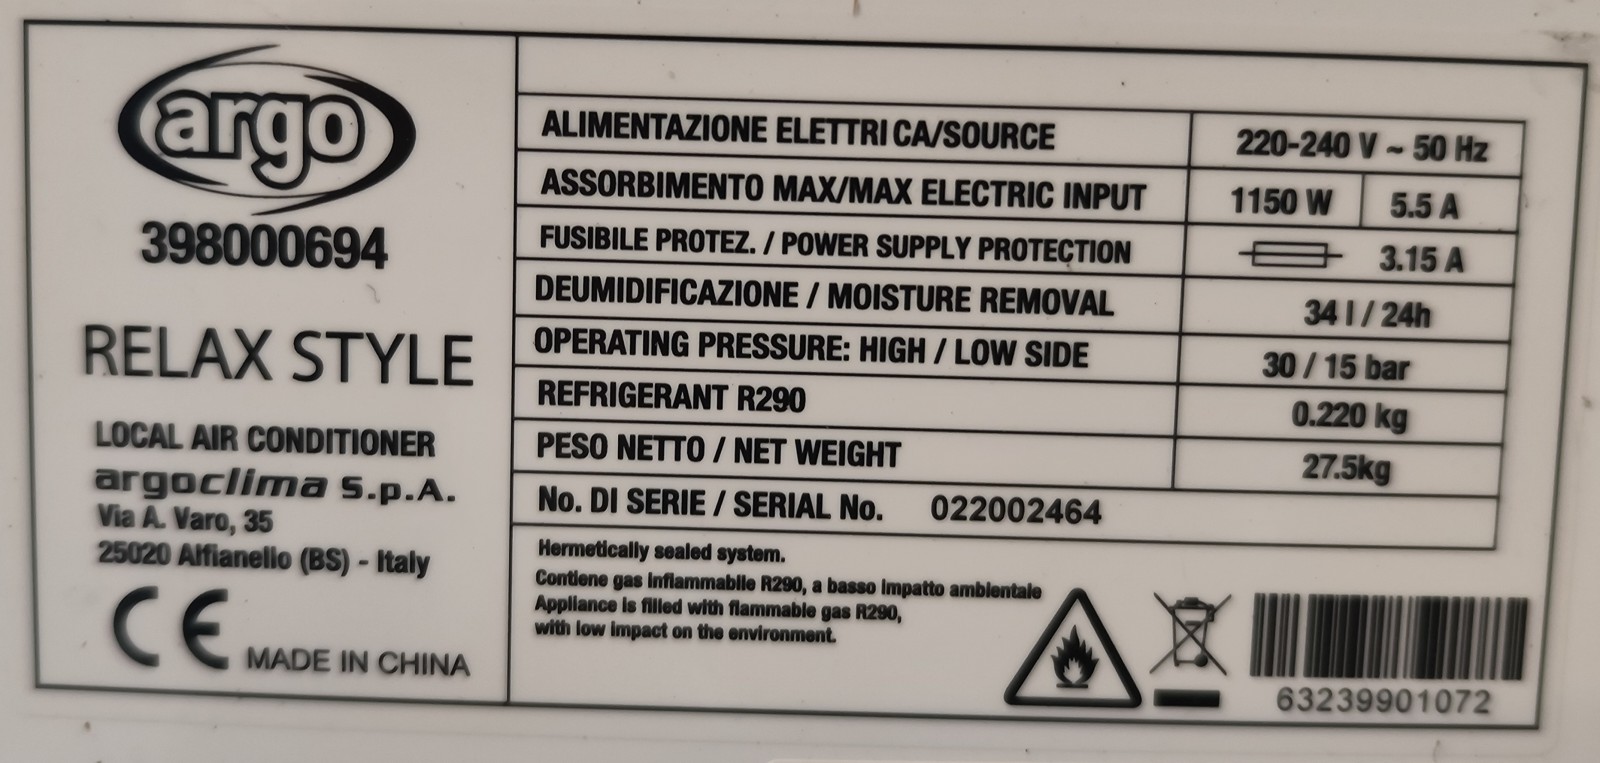 argo
398000694
RELAX STYLE
LOCAL AIR CONDITIONER
argoclima S.p.A.
Via A. Varo, 35
25020 Alfianello (BS) - Italy
CE MADE IN CHINA
ALIMENTAZIONE ELETTRI CA/SOURCE 220-240 V ~ 50 Hz
ASSORBIMENTO MAX/MAX ELECTRIC INPUT 1150 W 5.5 A
FUSIBILE PROTEZ. / POWER SUPPLY PROTECTION 3.15 A
DEUMIDIFICAZIONE / MOISTURE REMOVAL 34 l / 24h
OPERATING PRESSURE: HIGH / LOW SIDE 30 / 15 bar
REFRIGERANT R290 0.220 kg
PESO NETTO / NET WEIGHT 27.5kg
No. DI SERIE / SERIAL No. 022002464
Hermetically sealed system.
Contiene gas inflammabile R290, a basso impatto ambientale
Appliance is filled with flammable gas R290,
with low impact on the environment.
63239901072